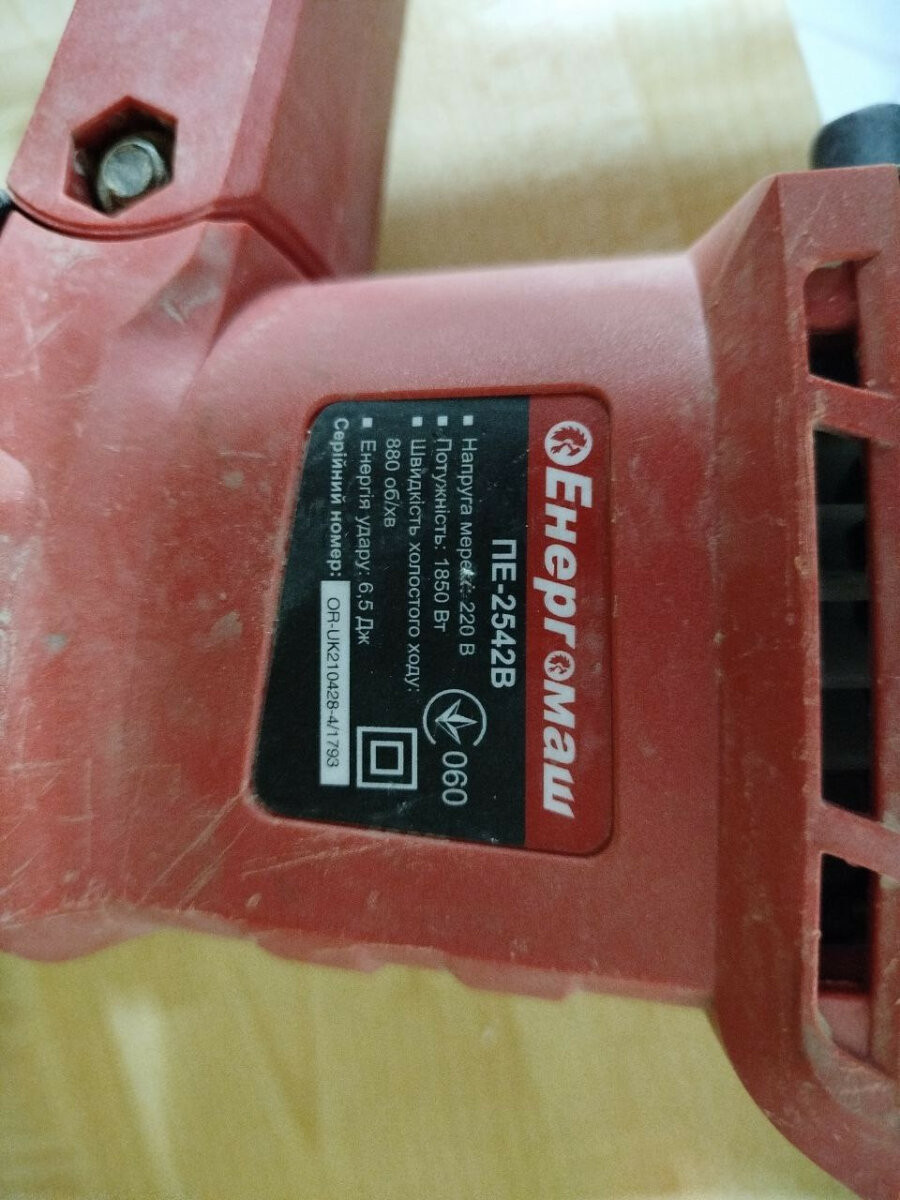 Енергомаш
ПЕ-2542В
Напруга мережі: 220 В
Потужність: 1850 Вт
Швидкість холостого ходу:
880 об/хв
Енергія удару: 6,5 Дж
Серійний номер: OR-UK210428-4/1793
060